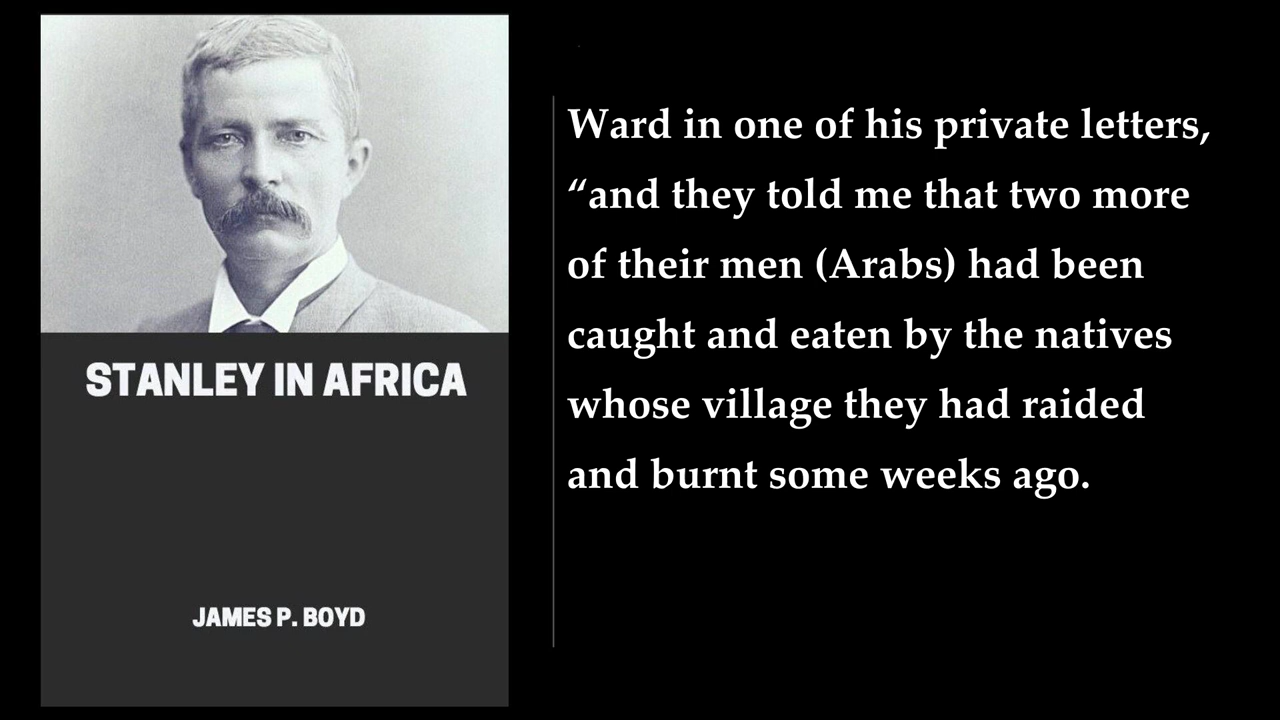 STANLEY IN AFRICA
JAMES P. BOYD
Ward in one of his private letters,
“and they told me that two more
of their men (Arabs) had been
caught and eaten by the natives
whose village they had raided
and burnt some weeks ago.